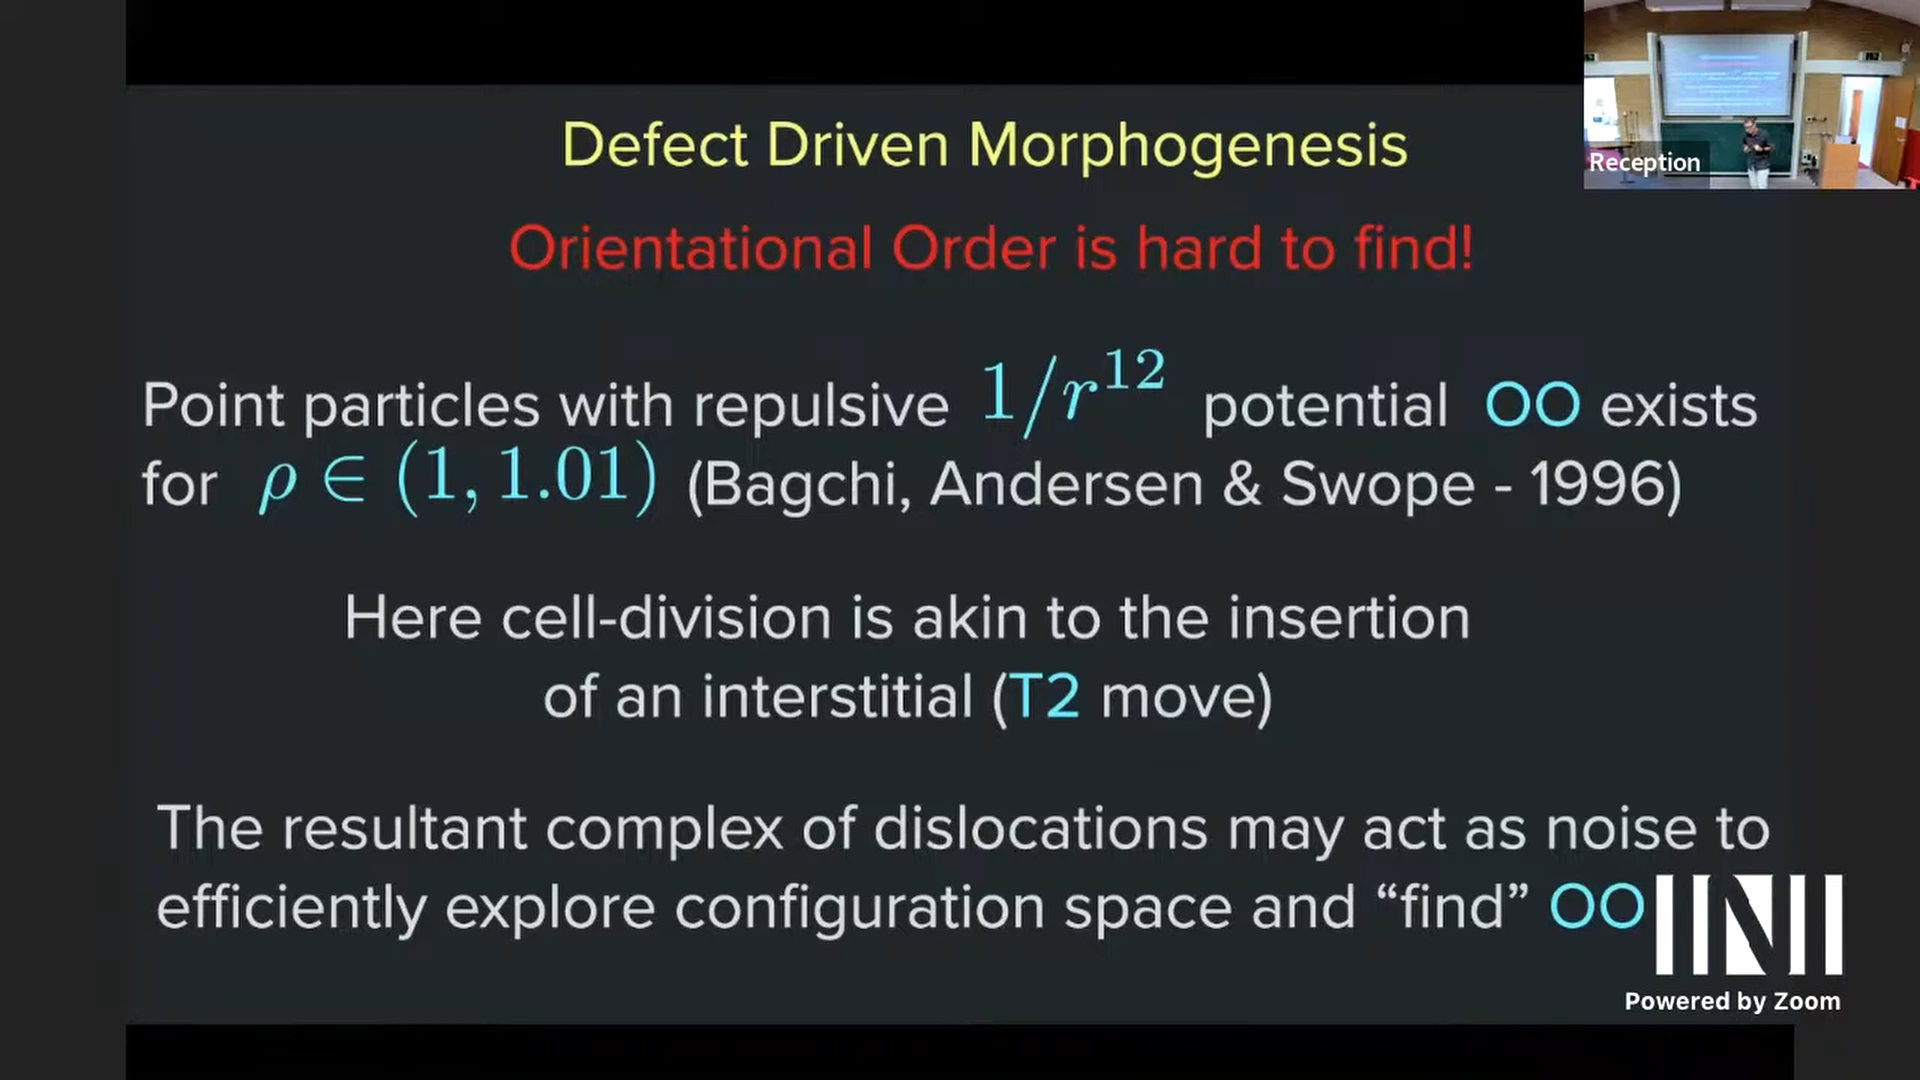 Defect Driven Morphogenesis
Orientational Order is hard to find!
Point particles with repulsive 1/r^{12} potential OO exists
for ρ ∈ (1, 1.01) (Bagchi, Andersen & Swope - 1996)
Here cell-division is akin to the insertion
of an interstitial (T2 move)
The resultant complex of dislocations may act as noise to
efficiently explore configuration space and “find” OO
Reception
INI
Powered by Zoom